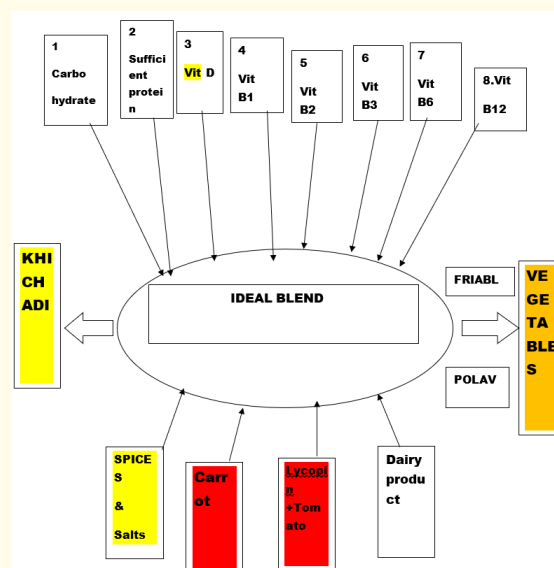 1
Carbo
hydrate
2
Suffici
ent
protei
n
3
Vit D
4
Vit
B1
5
Vit
B2
6
Vit
B3
7
Vit
B6
8.Vit
B12
KHI
CH
ADI
IDEAL BLEND
FRIABL
POLAV
VE
GE
TA
BLE
S
SPICE
S
&
Salts
Carr
ot
Lycopi
n
+Tom
ato
Dairy
produ
ct